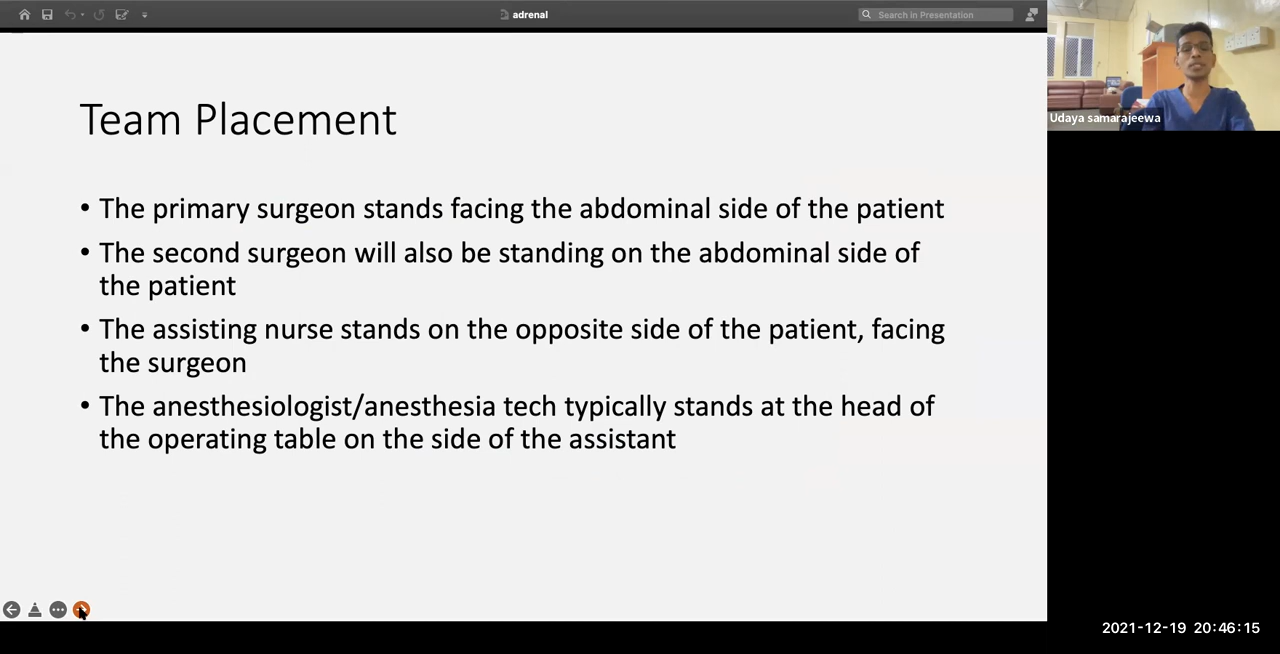 adrenal
Search in Presentation
Team Placement
• The primary surgeon stands facing the abdominal side of the patient
• The second surgeon will also be standing on the abdominal side of
the patient
• The assisting nurse stands on the opposite side of the patient, facing
the surgeon
• The anesthesiologist/anesthesia tech typically stands at the head of
the operating table on the side of the assistant
Udaya samarajeewa
2021-12-19 20:46:15